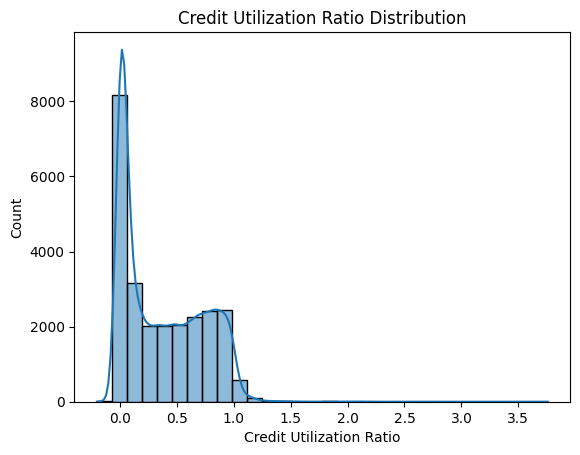 Credit Utilization Ratio Distribution
Count
8000
6000
4000
2000
0
0.0 0.5 1.0 1.5 2.0 2.5 3.0 3.5
Credit Utilization Ratio